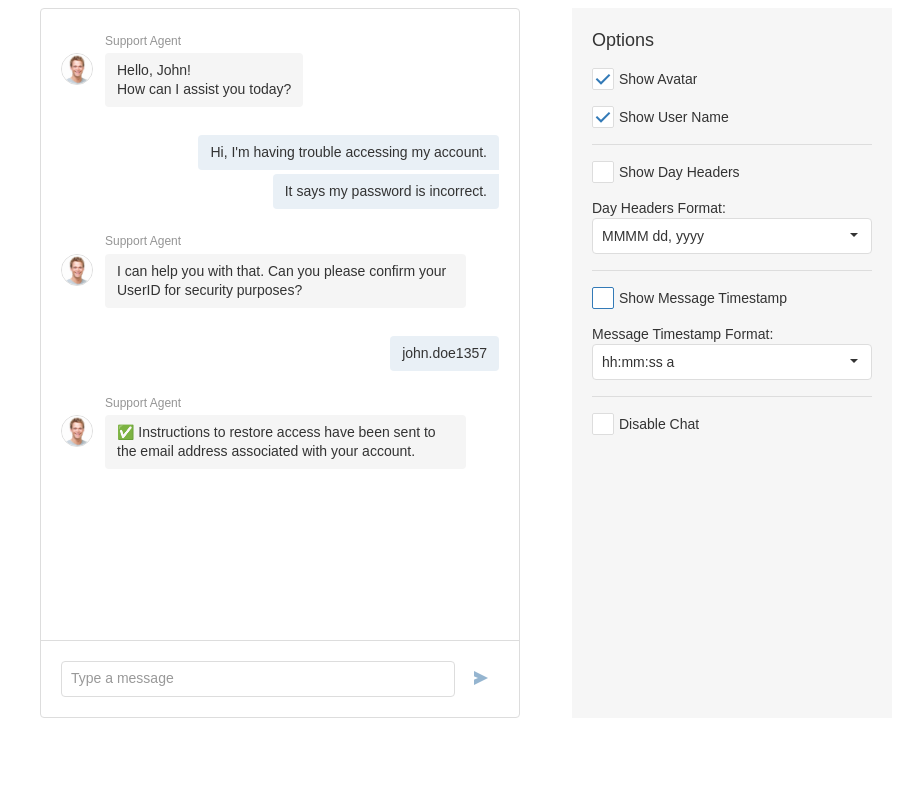 Support Agent
Hello, John!
How can I assist you today?
Hi, I'm having trouble accessing my account.
It says my password is incorrect.
Support Agent
I can help you with that. Can you please confirm your
UserID for security purposes?
john.doe1357
Support Agent
✅ Instructions to restore access have been sent to
the email address associated with your account.
Type a message
Options
Show Avatar
Show User Name
Show Day Headers
Day Headers Format:
MMMM dd, yyyy
Show Message Timestamp
Message Timestamp Format:
hh:mm:ss a
Disable Chat